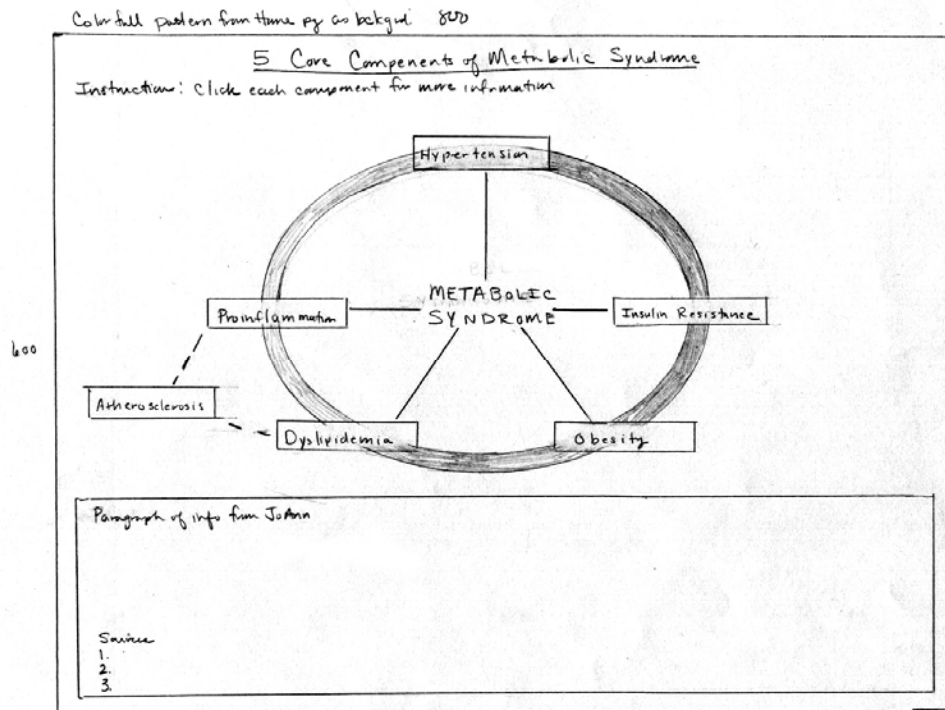 Colorfull pattern from Home pg as backgrd. 800
5 Core Components of Metabolic Syndrome
Instruction: Click each component for more information
Hypertension
METABOLIC
SYNDROME
Proinflammation
Insulin Resistance
Atherosclerosis
Dyslipidemia
Obesity
600
Paragraph of info from JoAnn
Sources
1.
2.
3.